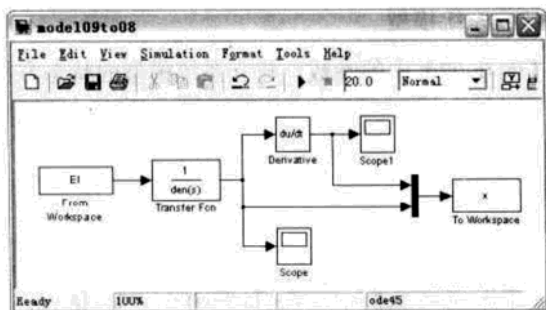 model09to08
File Edit View Simulation Format Tools Help
20.0 Normal
du/dt
Derivative
Scope1
EI
From
Workspace
1
den(s)
Transfer Fcn
x
To Workspace
Scope
Ready 100% ode45